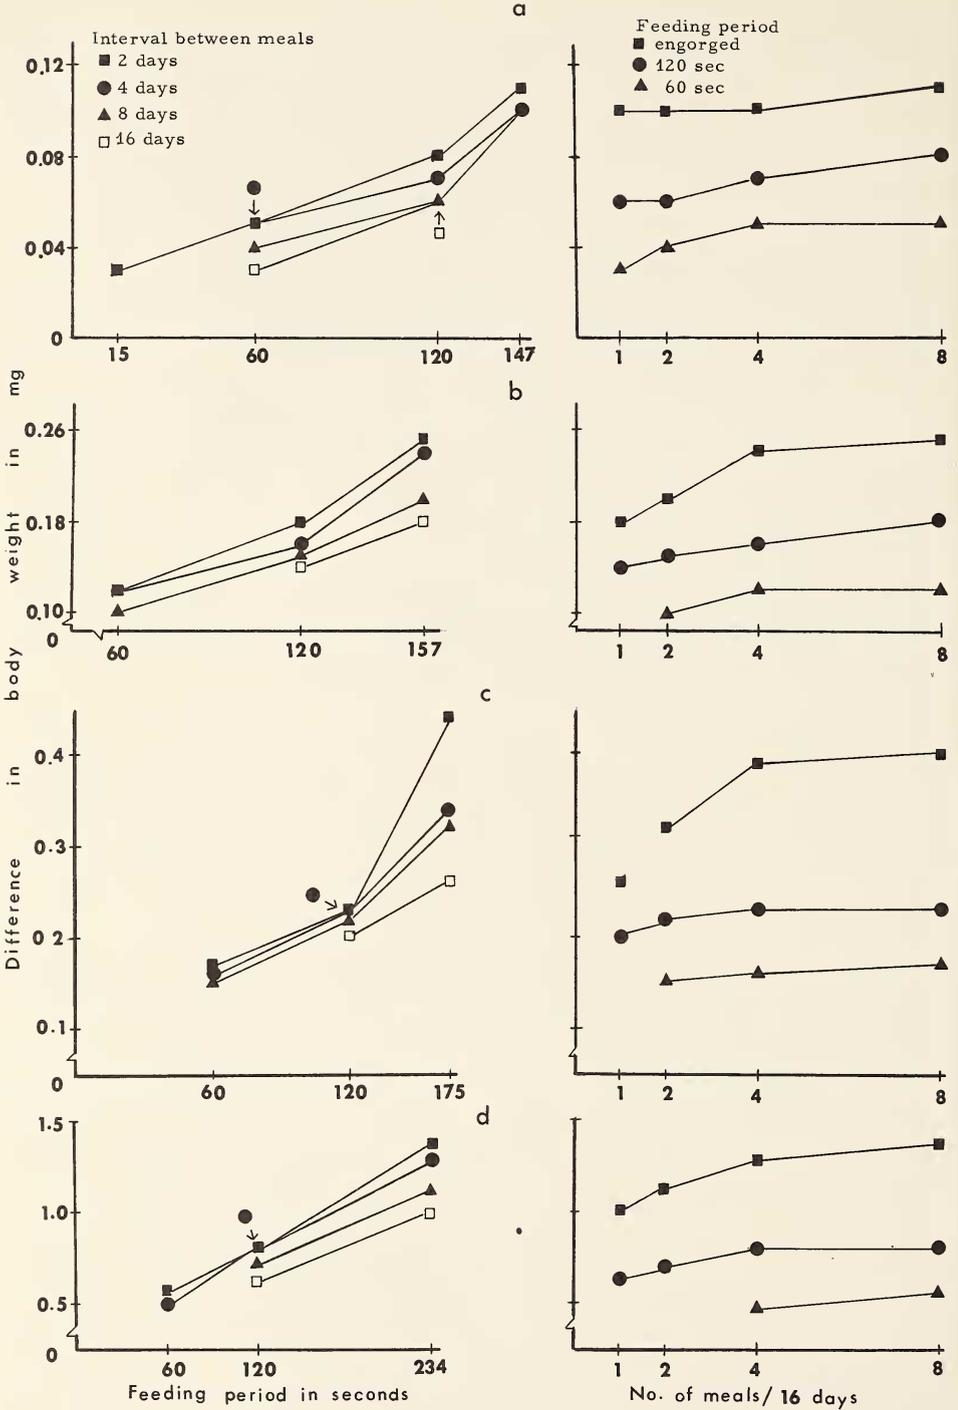 a
Interval between meals
2 days
4 days
8 days
16 days
Feeding period
engorged
120 sec
60 sec
0.12
0.08
0.04
0
15 60 120 147
1 2 4 8
b
0.26
0.18
0.10
0
60 120 157
1 2 4 8
c
0.4
0.3
0 2
0.1
0
60 120 175
1 2 4 8
d
1.5
1.0
0.5
0
60 120 234
1 2 4 8
Difference in body weight in mg
Feeding period in seconds
No. of meals/ 16 days